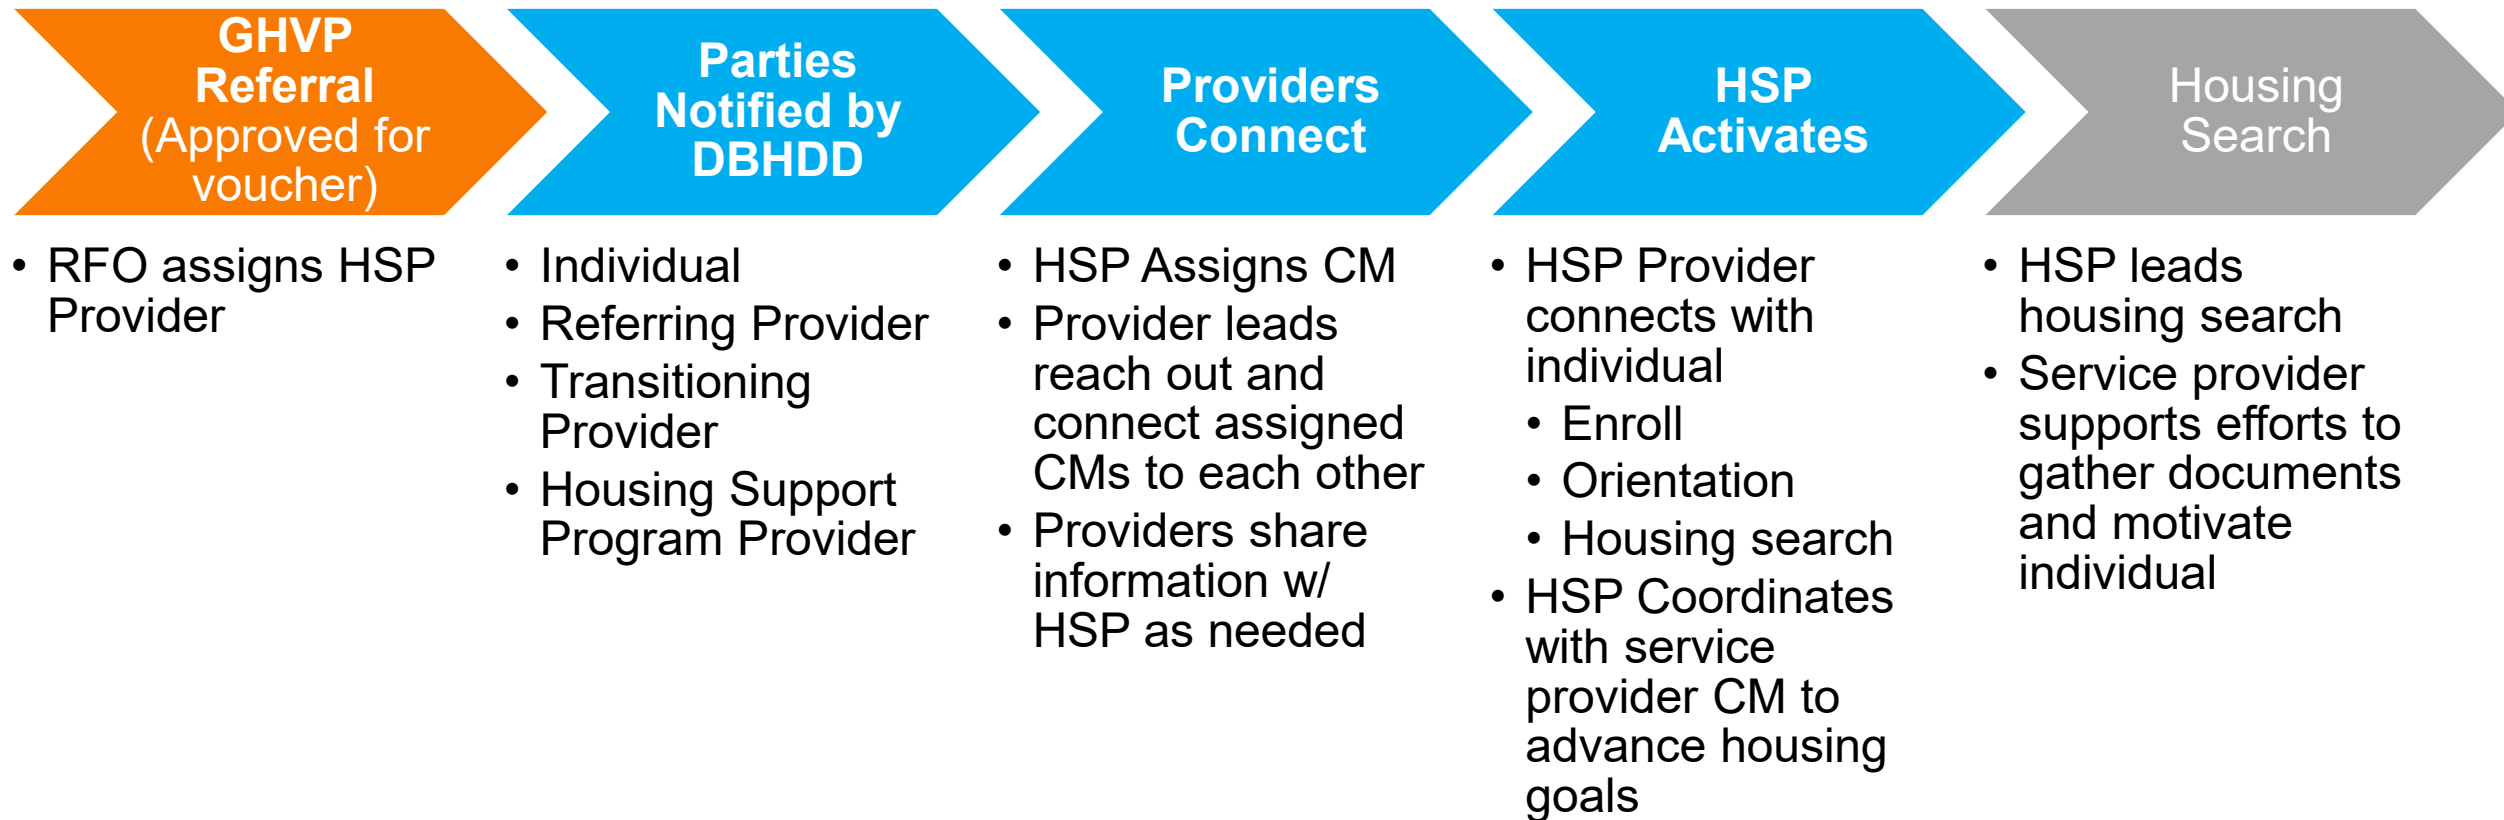 GHVP
Referral
(Approved for
voucher)
• RFO assigns HSP
Provider
Parties
Notified by
DBHDD
• Individual
• Referring Provider
• Transitioning
Provider
• Housing Support
Program Provider
Providers
Connect
• HSP Assigns CM
• Provider leads
reach out and
connect assigned
CMs to each other
• Providers share
information w/
HSP as needed
HSP
Activates
• HSP Provider
connects with
individual
• Enroll
• Orientation
• Housing search
• HSP Coordinates
with service
provider CM to
advance housing
goals
Housing
Search
• HSP leads
housing search
• Service provider
supports efforts to
gather documents
and motivate
individual